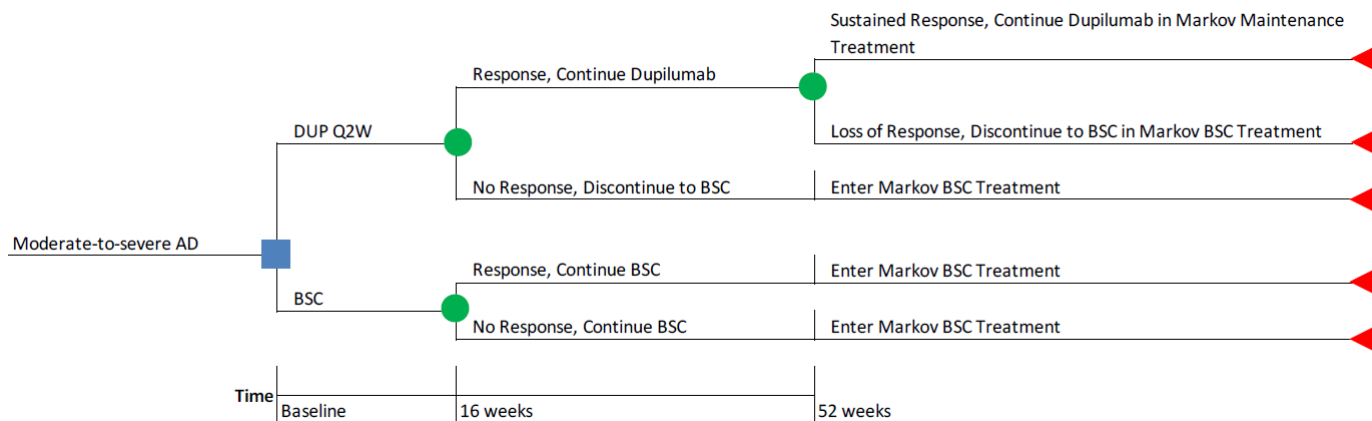 Sustained Response, Continue Dupilumab in Markov Maintenance
Treatment
Response, Continue Dupilumab
DUP Q2W
Loss of Response, Discontinue to BSC in Markov BSC Treatment
No Response, Discontinue to BSC
Enter Markov BSC Treatment
Moderate-to-severe AD
Response, Continue BSC
Enter Markov BSC Treatment
BSC
No Response, Continue BSC
Enter Markov BSC Treatment
Time
Baseline
16 weeks
52 weeks